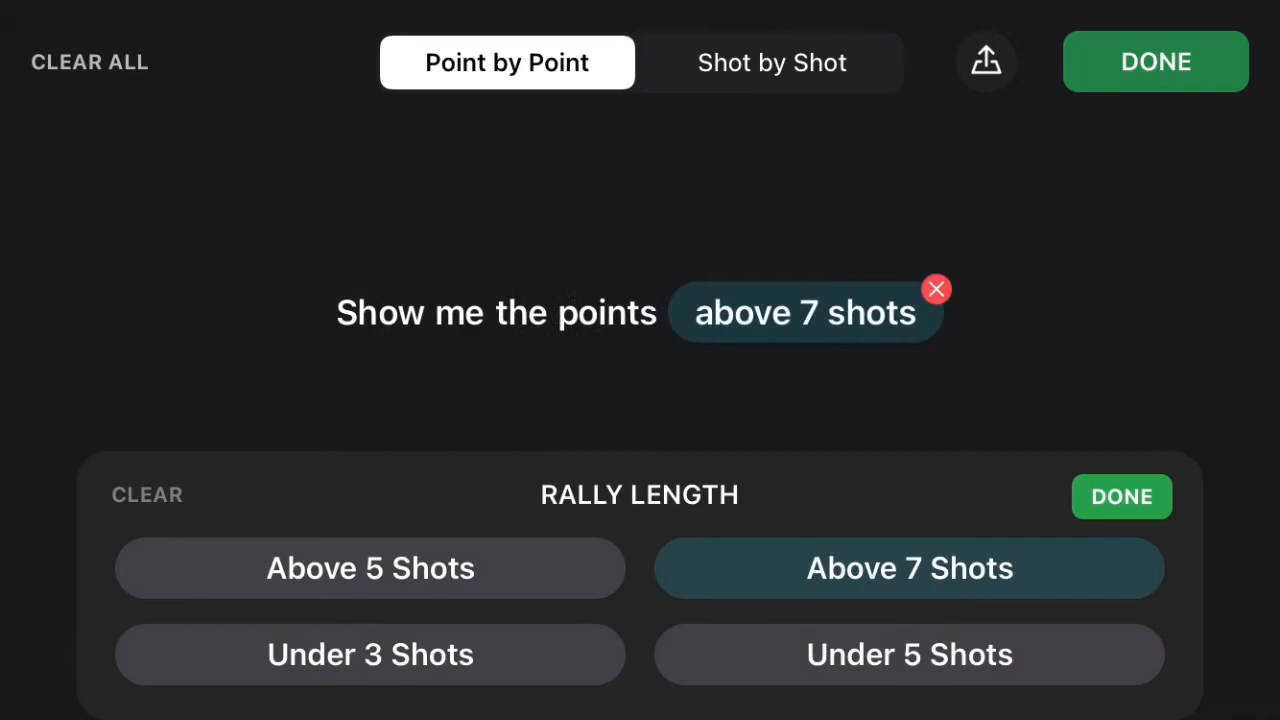 CLEAR ALL
Point by Point
Shot by Shot
DONE
Show me the points above 7 shots
CLEAR
RALLY LENGTH
DONE
Above 5 Shots
Above 7 Shots
Under 3 Shots
Under 5 Shots